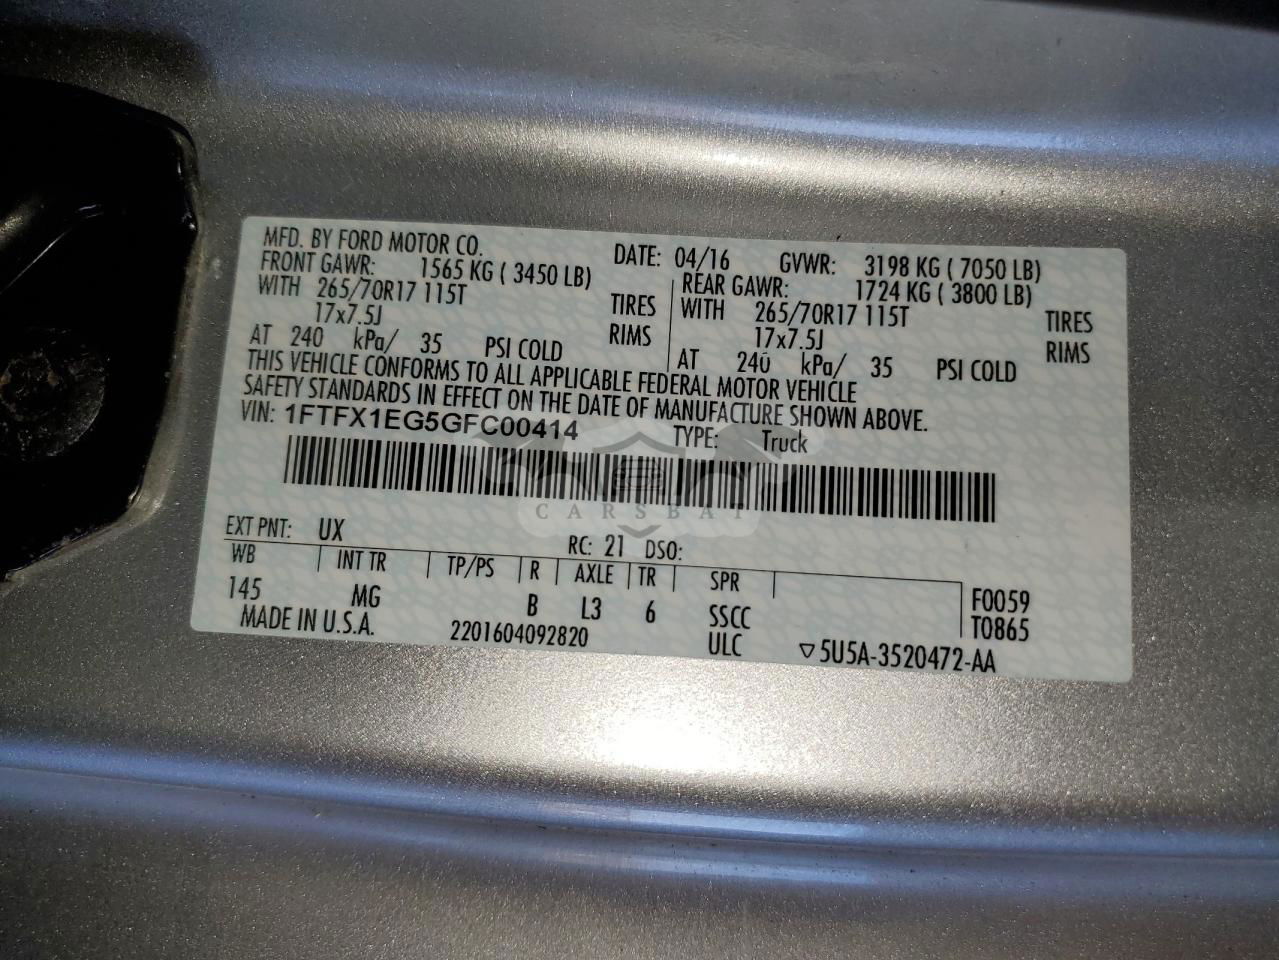 MFD. BY FORD MOTOR CO. DATE: 04/16 GVWR: 3198 KG ( 7050 LB)
FRONT GAWR: 1565 KG ( 3450 LB) REAR GAWR: 1724 KG ( 3800 LB)
WITH 265/70R17 115T TIRES WITH 265/70R17 115T TIRES
17x7.5J RIMS 17x7.5J RIMS
AT 240 kPa/ 35 PSI COLD AT 240 kPa/ 35 PSI COLD
THIS VEHICLE CONFORMS TO ALL APPLICABLE FEDERAL MOTOR VEHICLE
SAFETY STANDARDS IN EFFECT ON THE DATE OF MANUFACTURE SHOWN ABOVE.
VIN: 1FTFX1EG5GFC00414 TYPE: Truck
CARSBAT
EXT PNT: UX RC: 21 DSO:
WB INT TR TP/PS R AXLE TR SPR
145 MG B L3 6 SSCC F0059
ULC T0865
MADE IN U.S.A. 2201604092820 ▽5U5A-3520472-AA